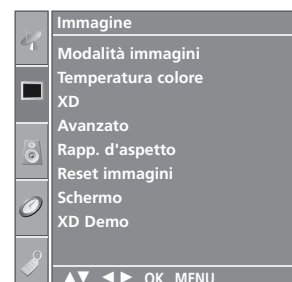 Immagine
Modalità immagini
Temperatura colore
XD
Avanzato
Rapp. d'aspetto
Reset immagini
Schermo
XD Demo
▲▼ ◄► OK MENU